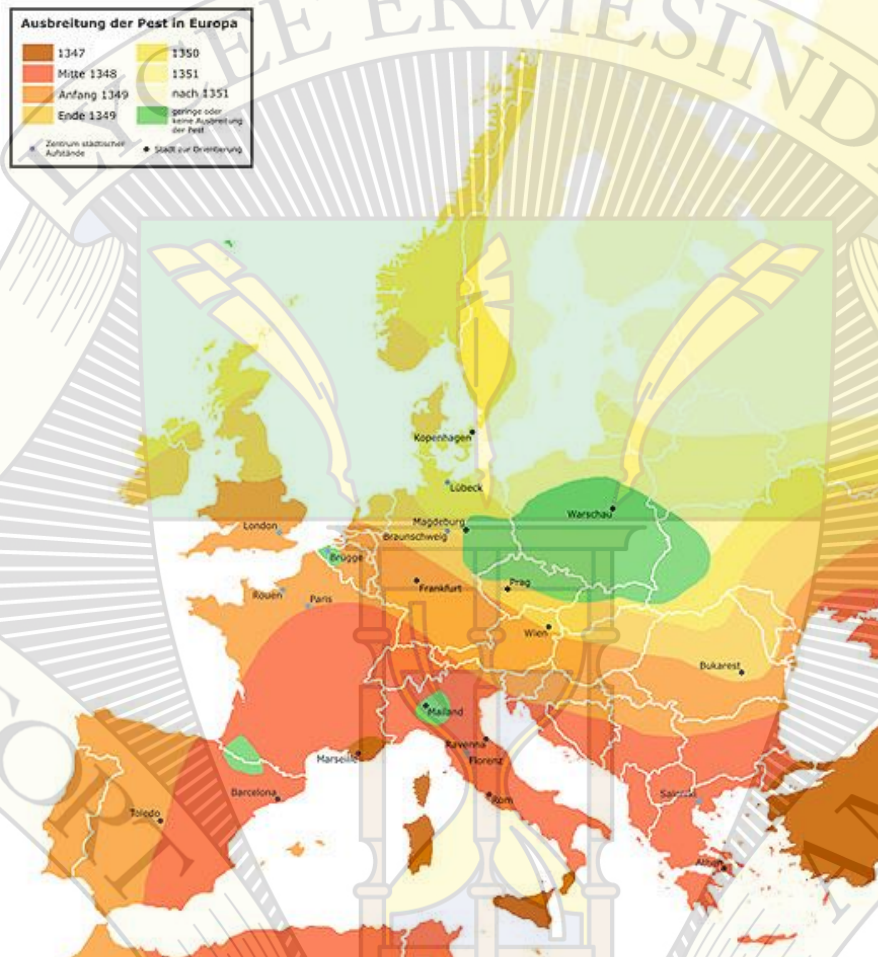 Ausbreitung der Pest in Europa
1347
Mitte 1348
Anfang 1349
Ende 1349
1350
1351
nach 1351
geringe oder
keine Ausbreitung
der Pest
Zentrum städtischer
Aufstände
Stadt zur Orientierung
LYCEE ERMESINDE
Kopenhagen
Lübeck
Warschau
Magdeburg
Braunschweig
London
Brügge
Frankfurt
Prag
Rouen
Paris
Wien
Bukarest
Mailand
Ravenna
Florenz
Marseille
Barcelona
Rom
Toledo
Saloniki
Athen